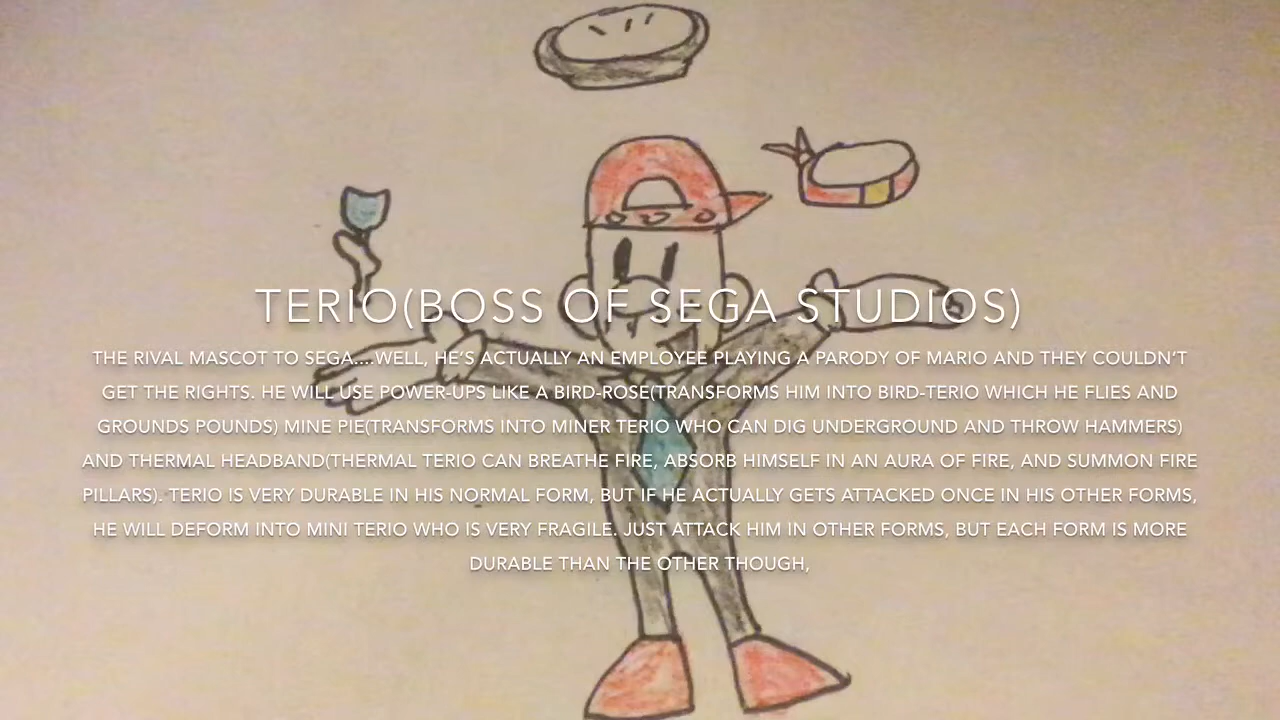 TERIO(BOSS OF SEGA STUDIOS)
THE RIVAL MASCOT TO SEGA....WELL, HE'S ACTUALLY AN EMPLOYEE PLAYING A PARODY OF MARIO AND THEY COULDN'T
GET THE RIGHTS. HE WILL USE POWER-UPS LIKE A BIRD-ROSE(TRANSFORMS HIM INTO BIRD-TERIO WHICH HE FLIES AND
GROUNDS POUNDS) MINE PIE(TRANSFORMS INTO MINER TERIO WHO CAN DIG UNDERGROUND AND THROW HAMMERS)
AND THERMAL HEADBAND(THERMAL TERIO CAN BREATHE FIRE, ABSORB HIMSELF IN AN AURA OF FIRE, AND SUMMON FIRE
PILLARS). TERIO IS VERY DURABLE IN HIS NORMAL FORM, BUT IF HE ACTUALLY GETS ATTACKED ONCE IN HIS OTHER FORMS,
HE WILL DEFORM INTO MINI TERIO WHO IS VERY FRAGILE. JUST ATTACK HIM IN OTHER FORMS, BUT EACH FORM IS MORE
DURABLE THAN THE OTHER THOUGH,